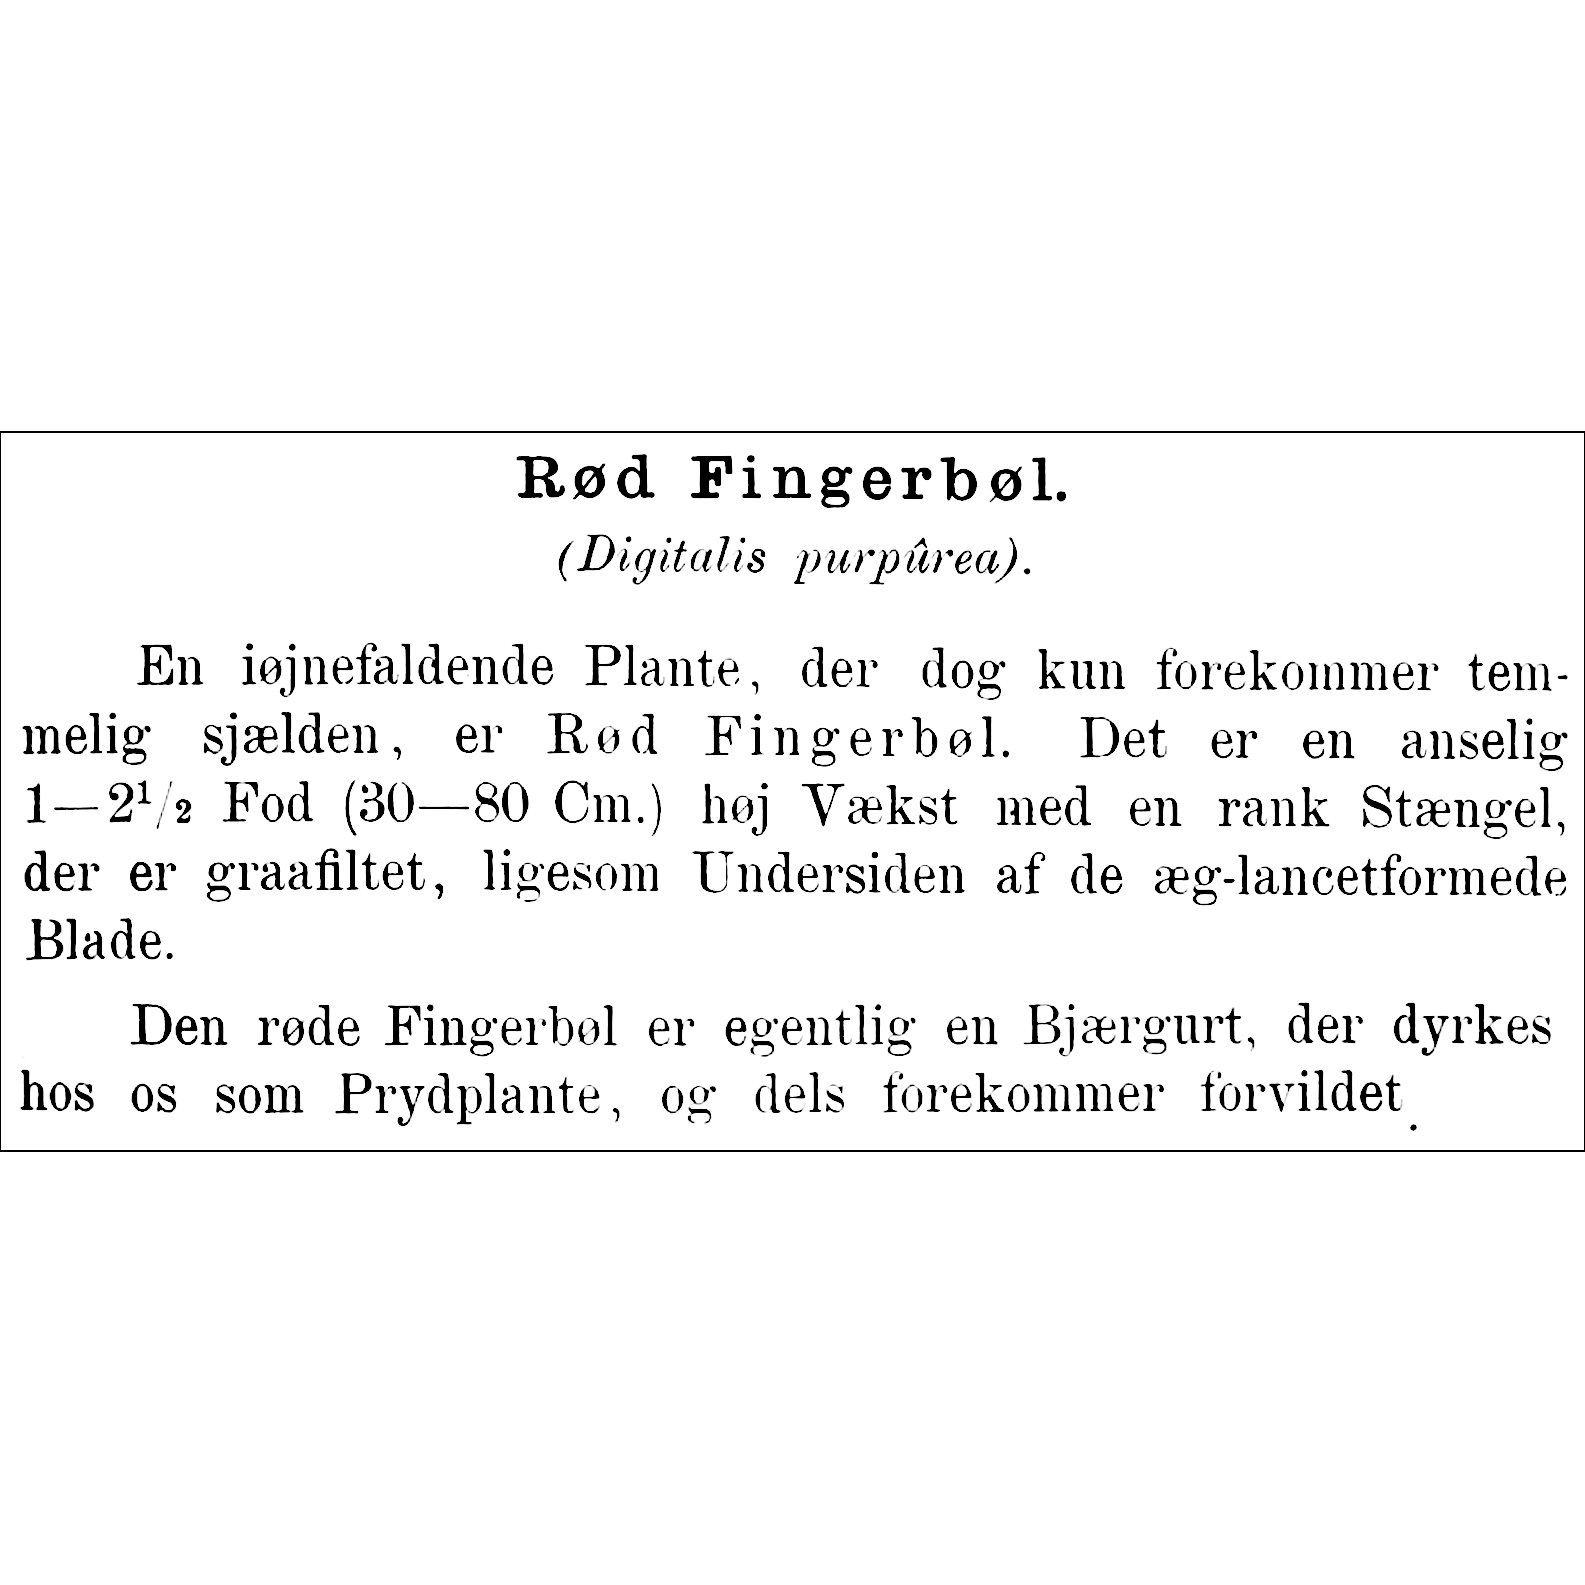 Rød Fingerbøl.
(Digitalis purpûrea).
En iøjnefaldende Plante, der dog kun forekommer tem-
melig sjælden, er Rød Fingerbøl. Det er en anselig
1—2¹/₂ Fod (30—80 Cm.) høj Vækst med en rank Stængel,
der er graafiltet, ligesom Undersiden af de æg-lancetformede
Blade.
Den røde Fingerbøl er egentlig en Bjærgurt, der dyrkes
hos os som Prydplante, og dels forekommer forvildet.